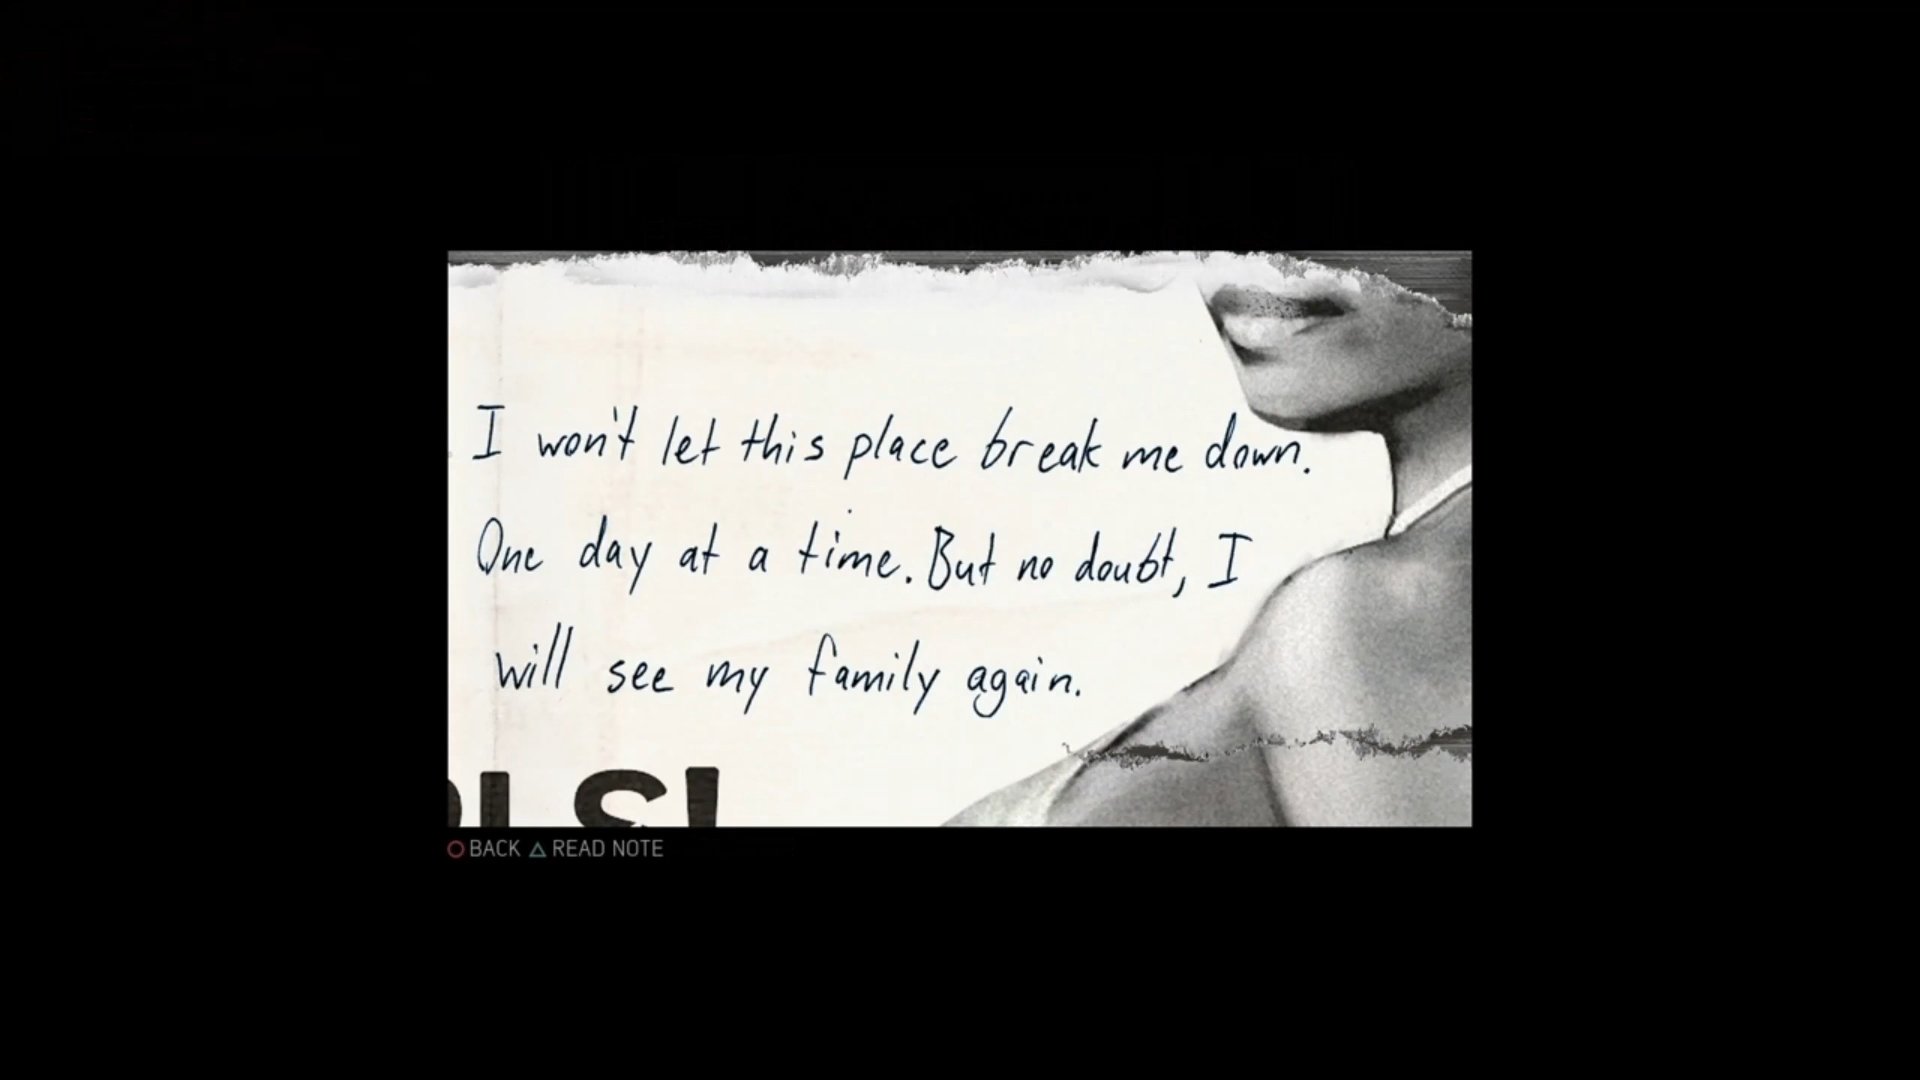 I won't let this place break me down.
One day at a time. But no doubt, I
will see my family again.
LS!
BACK READ NOTE